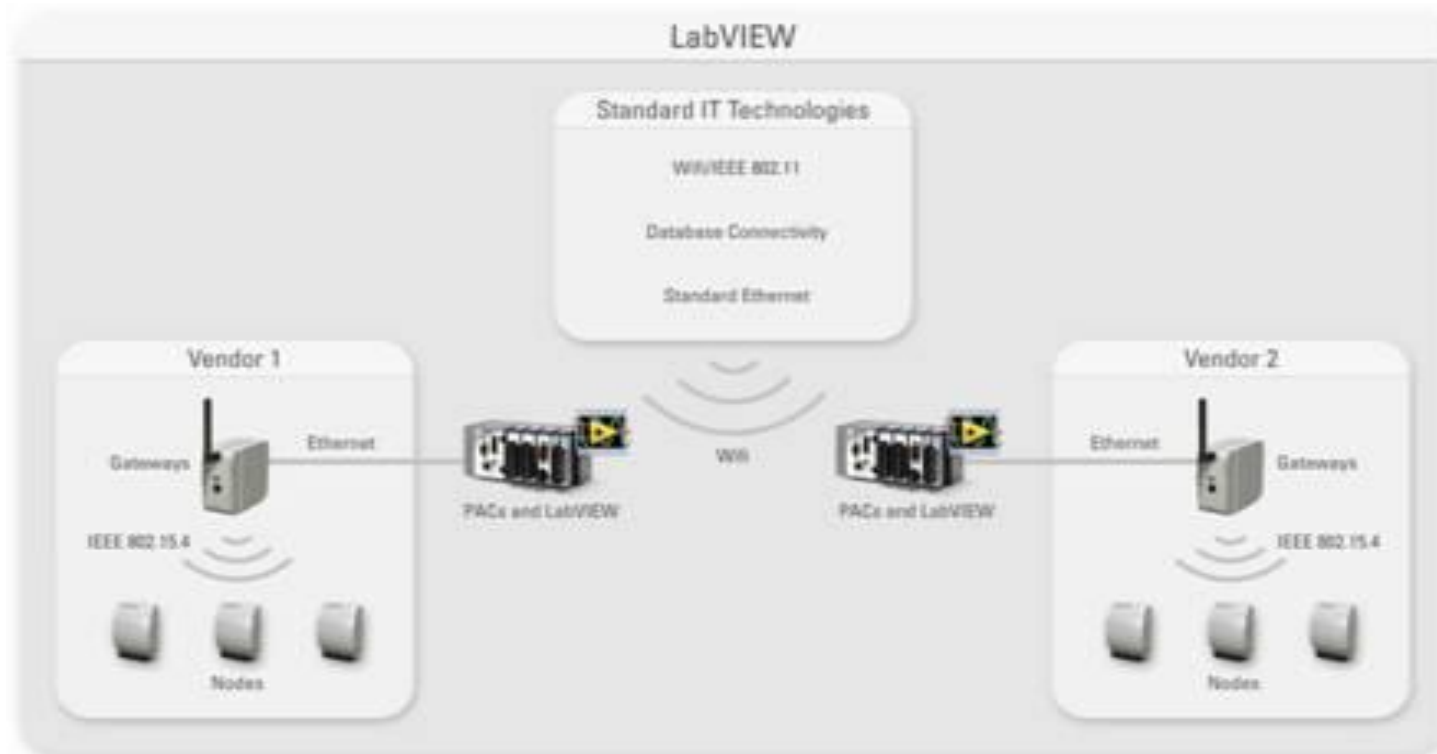 LabVIEW
Standard IT Technologies
Wifi/IEEE 802.11
Database Connectivity
Standard Ethernet
Vendor 1
Ethernet
Gateways
IEEE 802.15.4
Nodes
PACs and LabVIEW
Wifi
PACs and LabVIEW
Vendor 2
Ethernet
Gateways
IEEE 802.15.4
Nodes